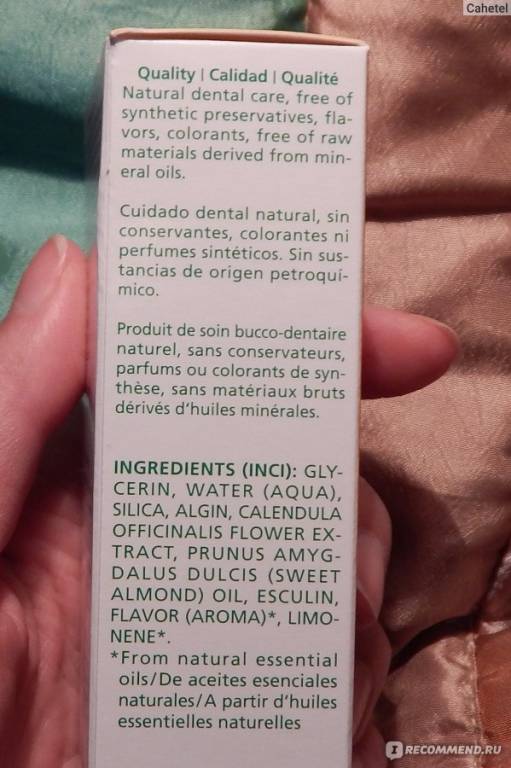 Cahetel
Quality | Calidad | Qualité
Natural dental care, free of
synthetic preservatives, fla-
vors, colorants, free of raw
materials derived from min-
eral oils.
Cuidado dental natural, sin
conservantes, colorantes ni
perfumes sintéticos. Sin sus-
tancias de origen petroquí-
mico.
Produit de soin bucco-dentaire
naturel, sans conservateurs,
parfums ou colorants de syn-
thèse, sans matériaux bruts
dérivés d'huiles minérales.
INGREDIENTS (INCI): GLY-
CERIN, WATER (AQUA),
SILICA, ALGIN, CALENDULA
OFFICINALIS FLOWER EX-
TRACT, PRUNUS AMYG-
DALUS DULCIS (SWEET
ALMOND) OIL, ESCULIN,
FLAVOR (AROMA)*, LIMO-
NENE*.
*From natural essential
oils/De aceites esenciales
naturales/A partir d'huiles
essentielles naturelles
I RECOMMEND.RU